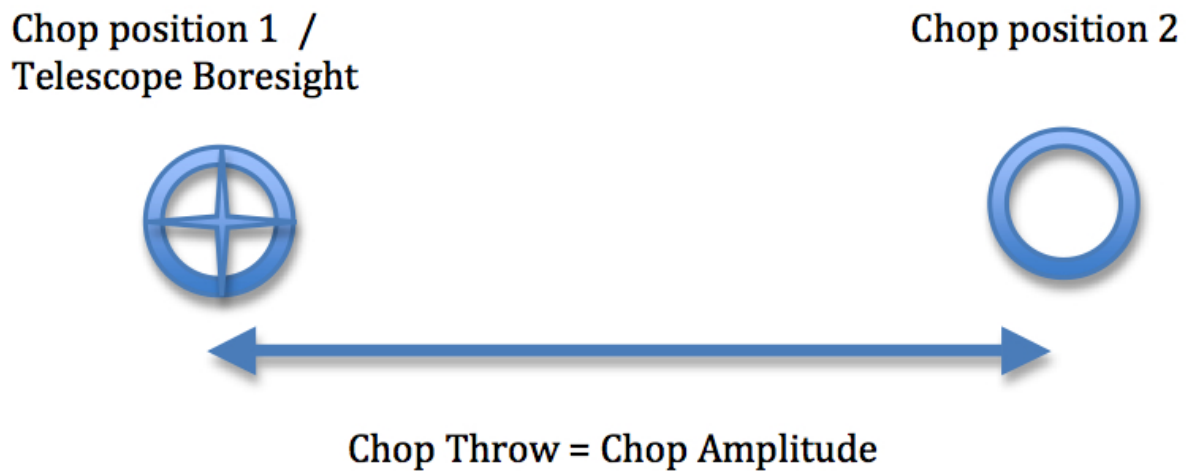 Chop position 1 /
Telescope Boresight
Chop position 2
Chop Throw = Chop Amplitude